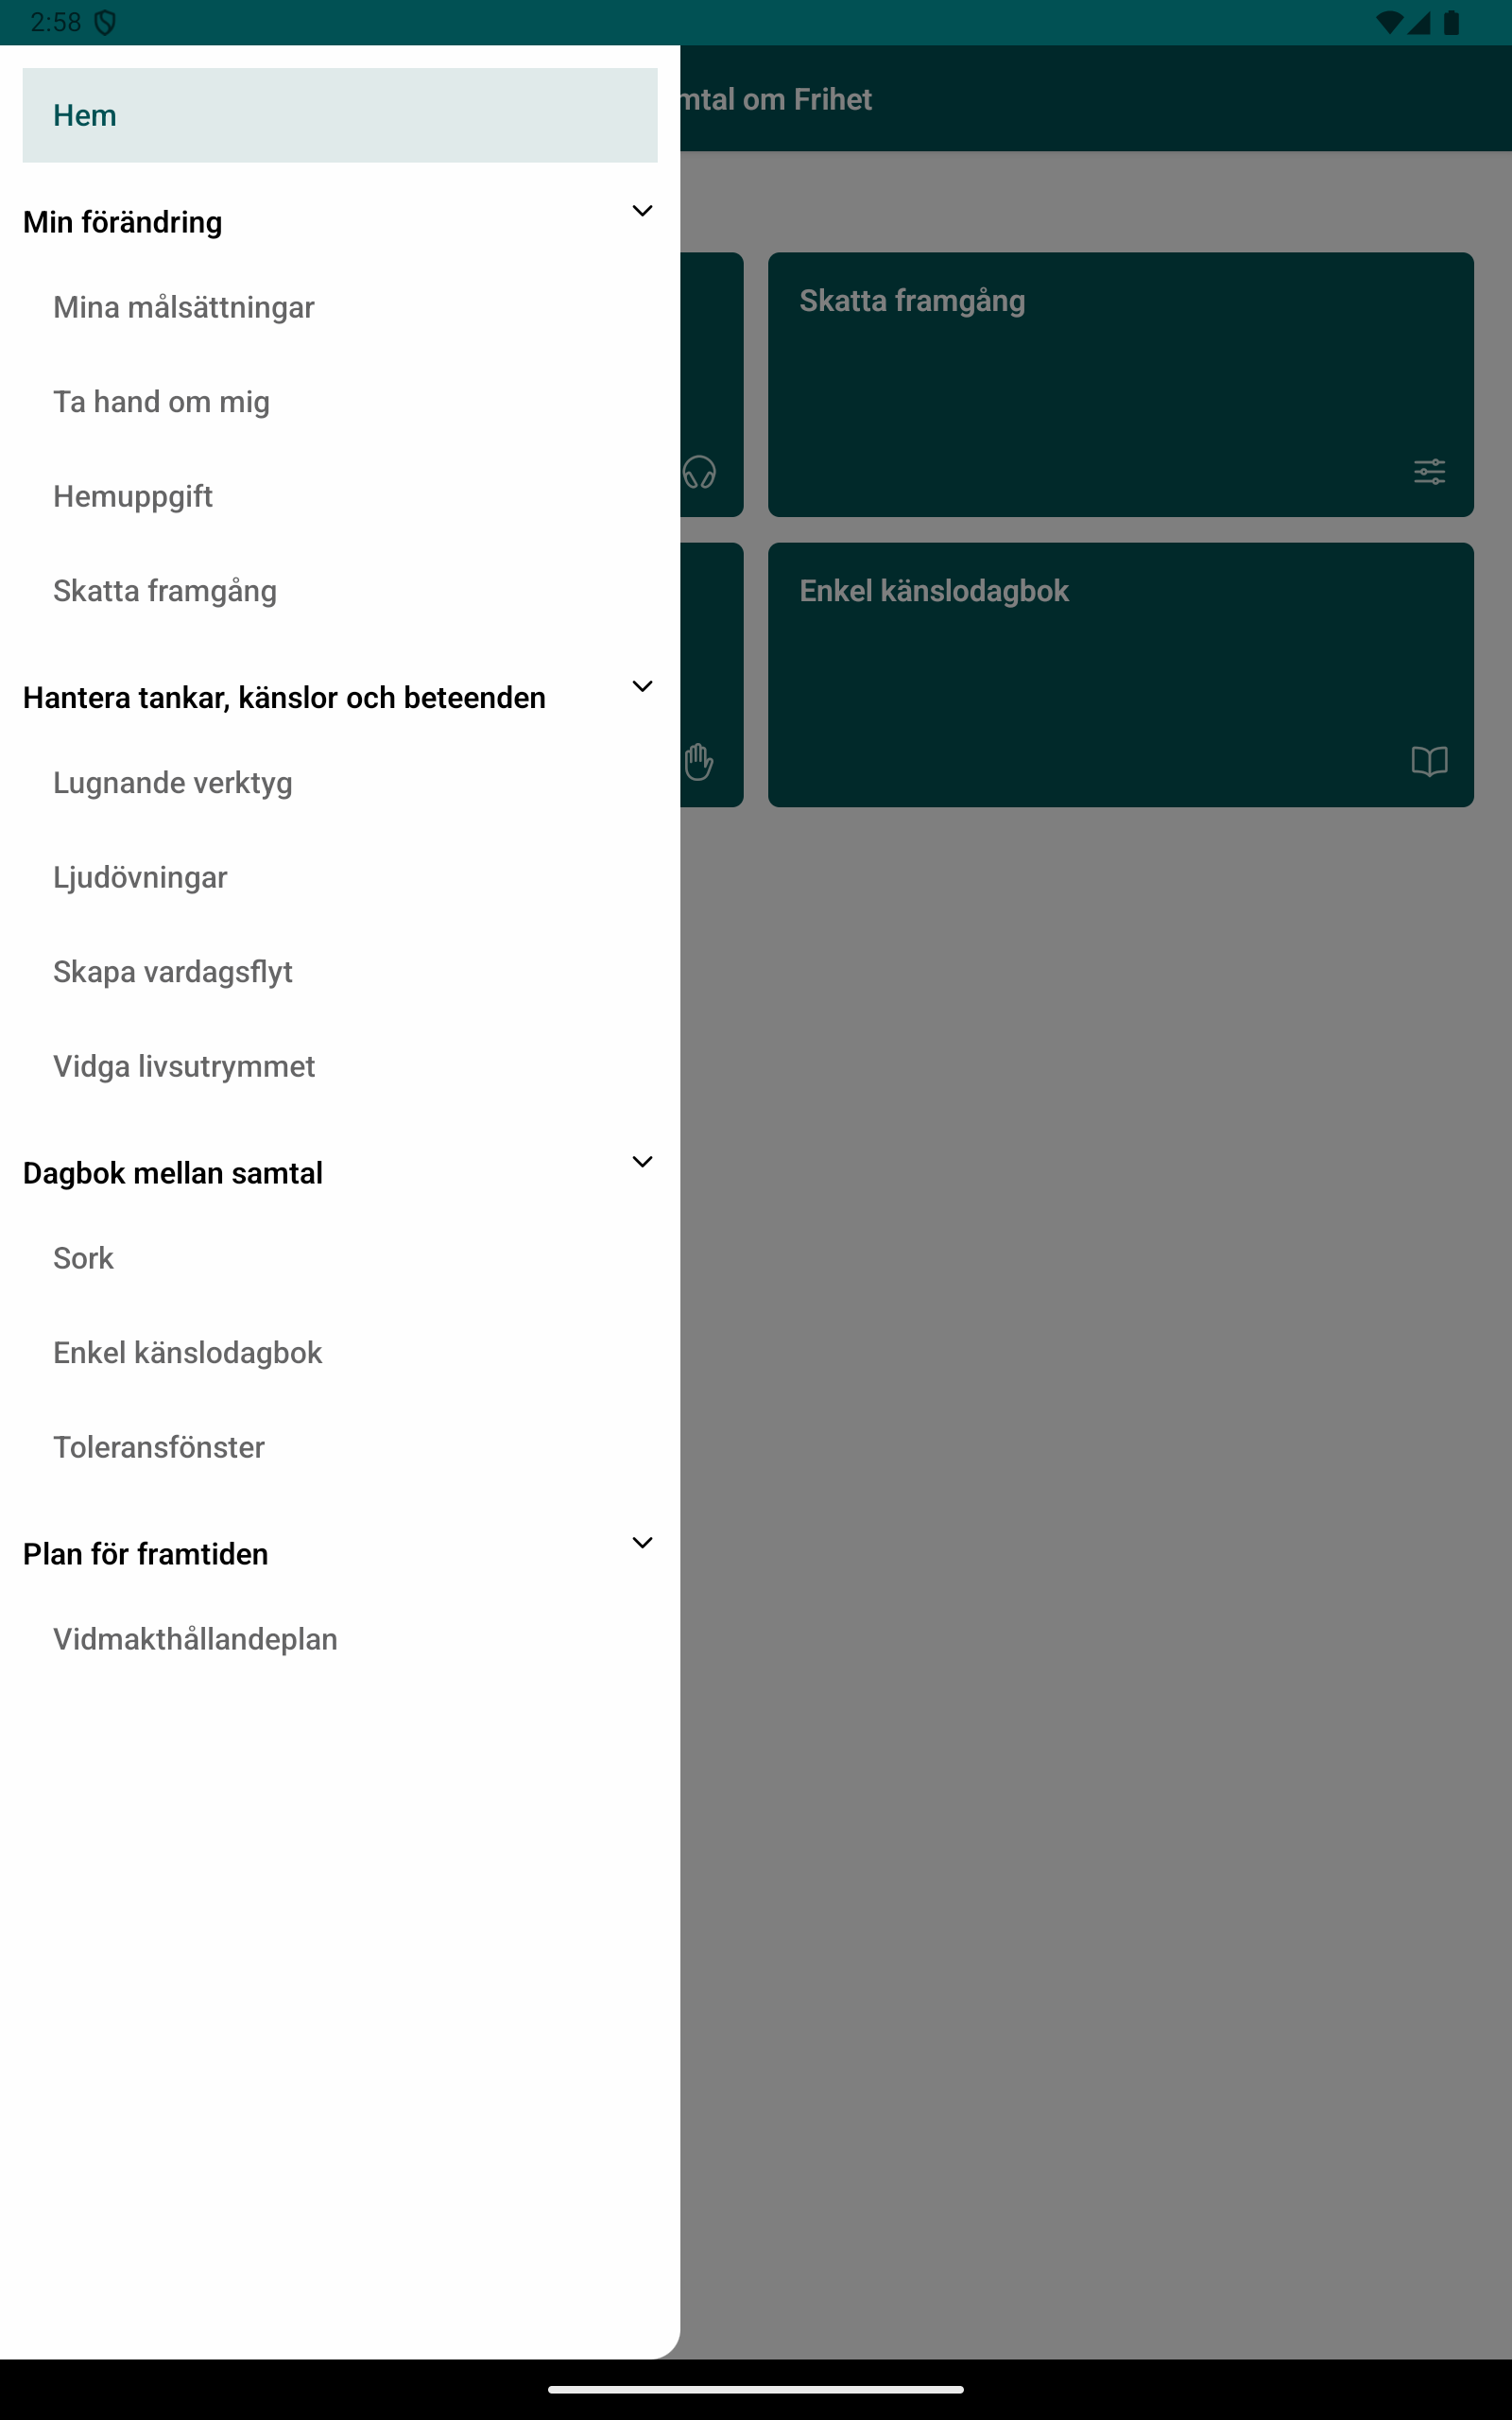 2:58
Hem
mtal om Frihet
Min förändring
Mina målsättningar
Ta hand om mig
Hemuppgift
Skatta framgång
Hantera tankar, känslor och beteenden
Lugnande verktyg
Ljudövningar
Skapa vardagsflyt
Vidga livsutrymmet
Dagbok mellan samtal
Sork
Enkel känslodagbok
Toleransfönster
Plan för framtiden
Vidmakthållandeplan
Skatta framgång
Enkel känslodagbok